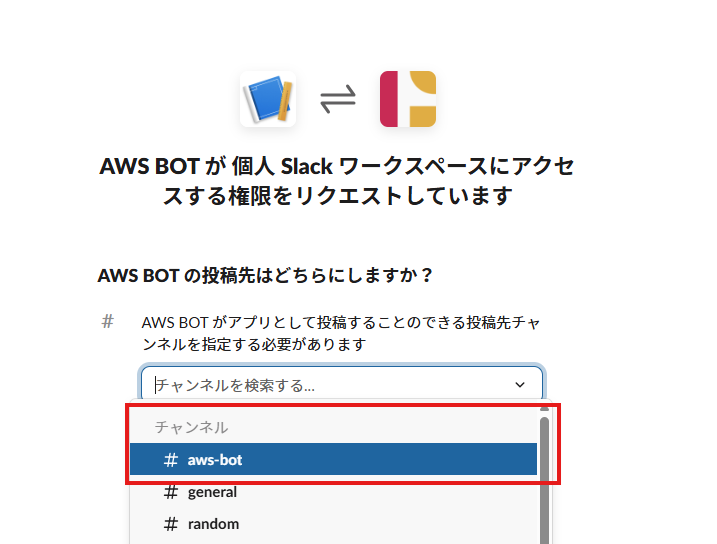 AWS BOT が 個人 Slack ワークスペースにアクセ
スする権限をリクエストしています
AWS BOT の投稿先はどちらにしますか？
# AWS BOT がアプリとして投稿することのできる投稿先チャ
ンネルを指定する必要があります
チャンネルを検索する...
チャンネル
# aws-bot
# general
# random